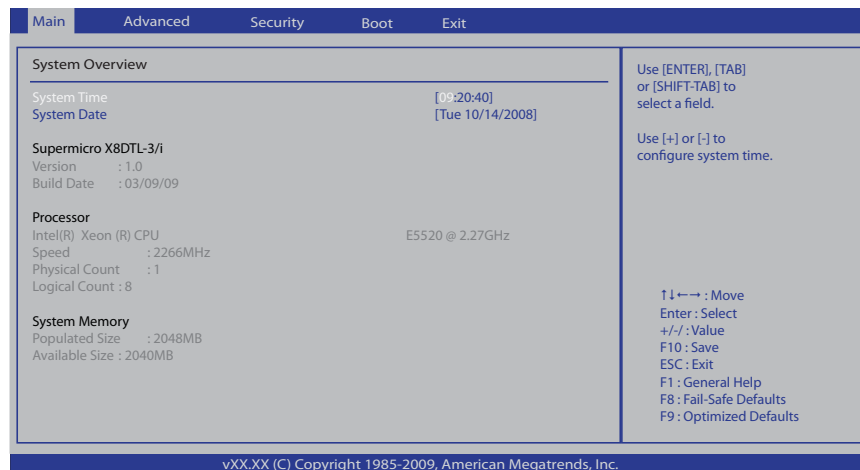 Main Advanced Security Boot Exit
System Overview
System Time [09:20:40]
System Date [Tue 10/14/2008]
Supermicro X8DTL-3/i
Version : 1.0
Build Date : 03/09/09
Processor
Intel(R) Xeon (R) CPU E5520 @ 2.27GHz
Speed : 2266MHz
Physical Count : 1
Logical Count : 8
System Memory
Populated Size : 2048MB
Available Size : 2040MB
Use [ENTER], [TAB]
or [SHIFT-TAB] to
select a field.
Use [+] or [-] to
configure system time.
↑↓←→ : Move
Enter : Select
+/-/ : Value
F10 : Save
ESC : Exit
F1 : General Help
F8 : Fail-Safe Defaults
F9 : Optimized Defaults
vXX.XX (C) Copyright 1985-2009, American Megatrends, Inc.